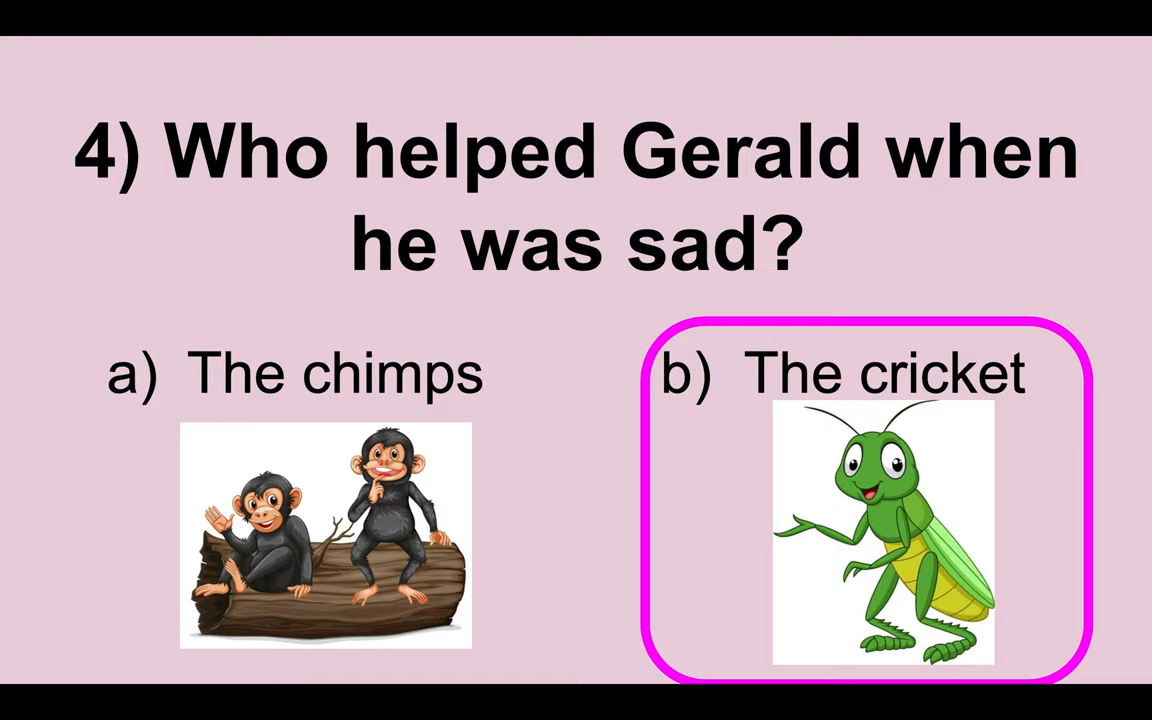 4) Who helped Gerald when
he was sad?
a) The chimps
b) The cricket